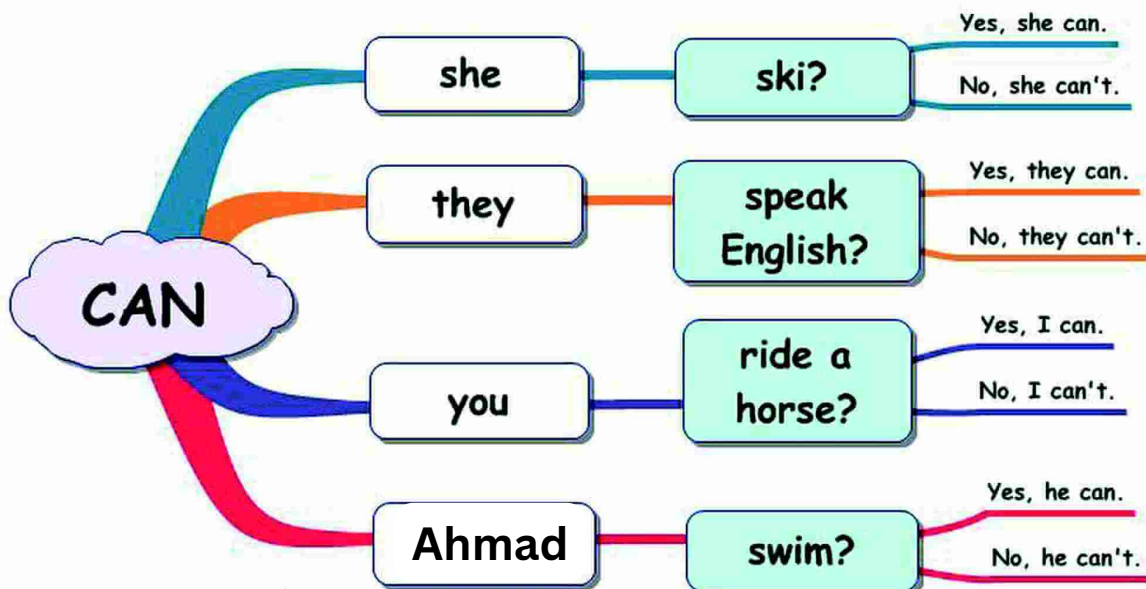 CAN
she
ski?
Yes, she can.
No, she can't.
they
speak
English?
Yes, they can.
No, they can't.
you
ride a
horse?
Yes, I can.
No, I can't.
Ahmad
swim?
Yes, he can.
No, he can't.